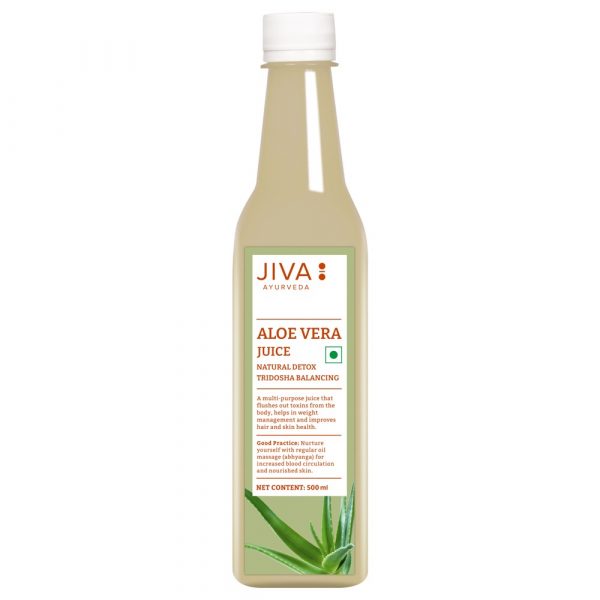 JIVA
AYURVEDA
ALOE VERA
JUICE
NATURAL DETOX
TRIDOSHA BALANCING
A multi-purpose juice that
flushes out toxins from the
body, helps in weight
management and improves
hair and skin health.
Good Practice: Nurture
yourself with regular oil
massage (abhyanga) for
increased blood circulation
and nourished skin.
NET CONTENT: 500 ml